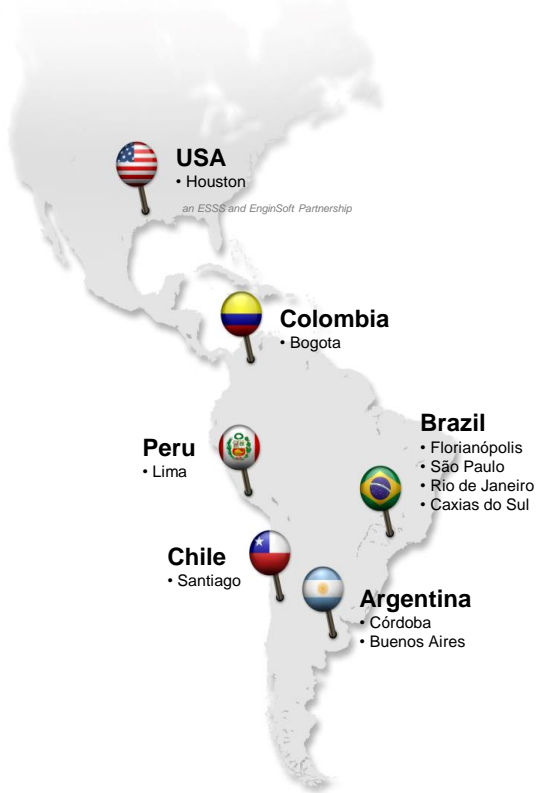 USA
• Houston
an ESSS and EnginSoft Partnership
Colombia
• Bogota
Brazil
• Florianópolis
• São Paulo
• Rio de Janeiro
• Caxias do Sul
Peru
• Lima
Chile
• Santiago
Argentina
• Córdoba
• Buenos Aires